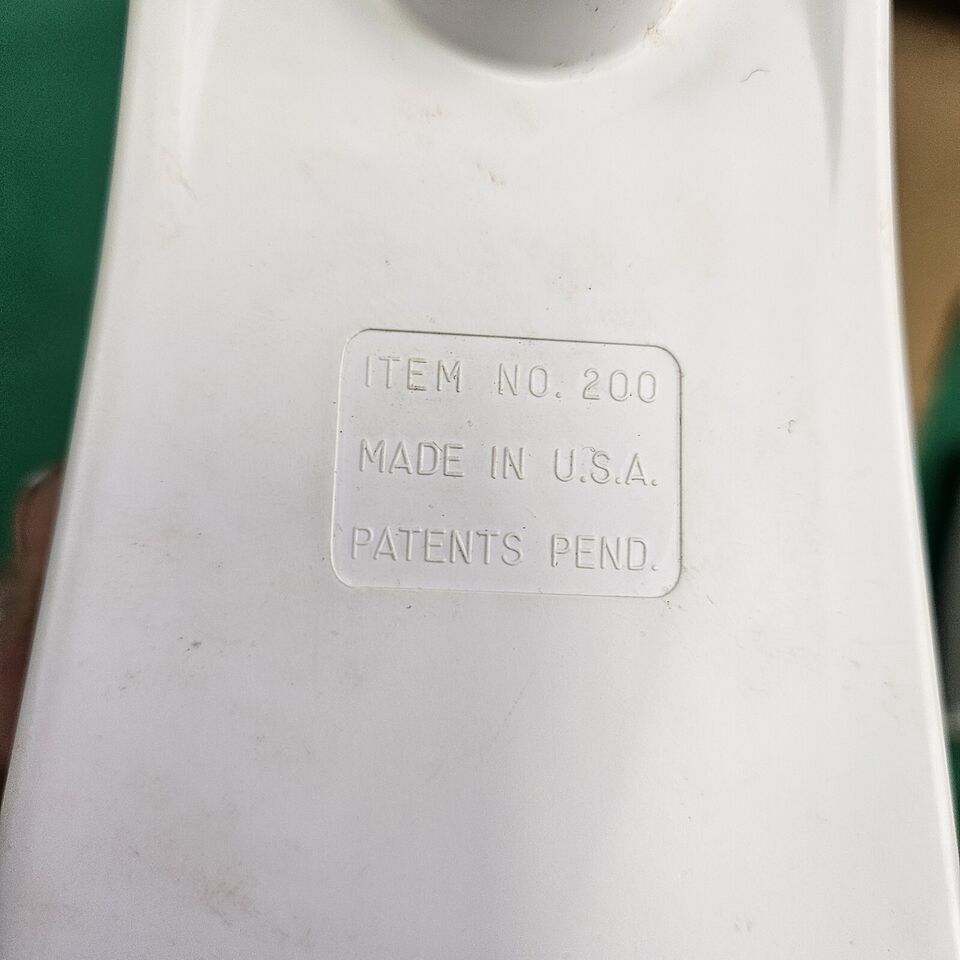 ITEM NO. 200
MADE IN U.S.A.
PATENTS PEND.